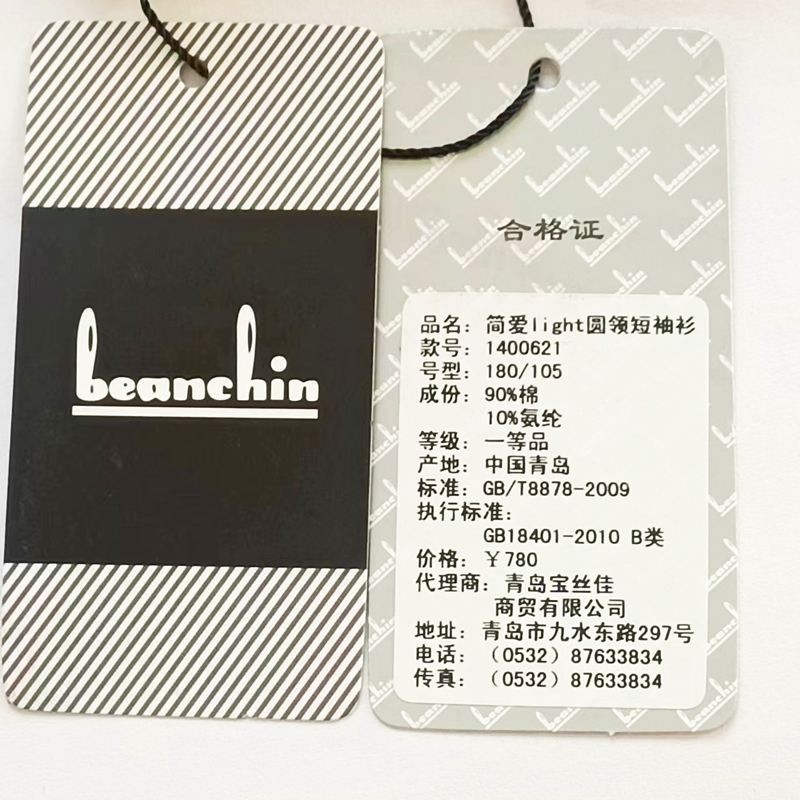 beanchin
合格证
品名：简爱light圆领短袖衫
款号：1400621
号型：180/105
成份：90%棉
10%氨纶
等级：一等品
产地：中国青岛
标准：GB/T8878-2009
执行标准：
GB18401-2010 B类
价格：￥780
代理商：青岛宝丝佳
商贸有限公司
地址：青岛市九水东路297号
电话：（0532）87633834
传真：（0532）87633834